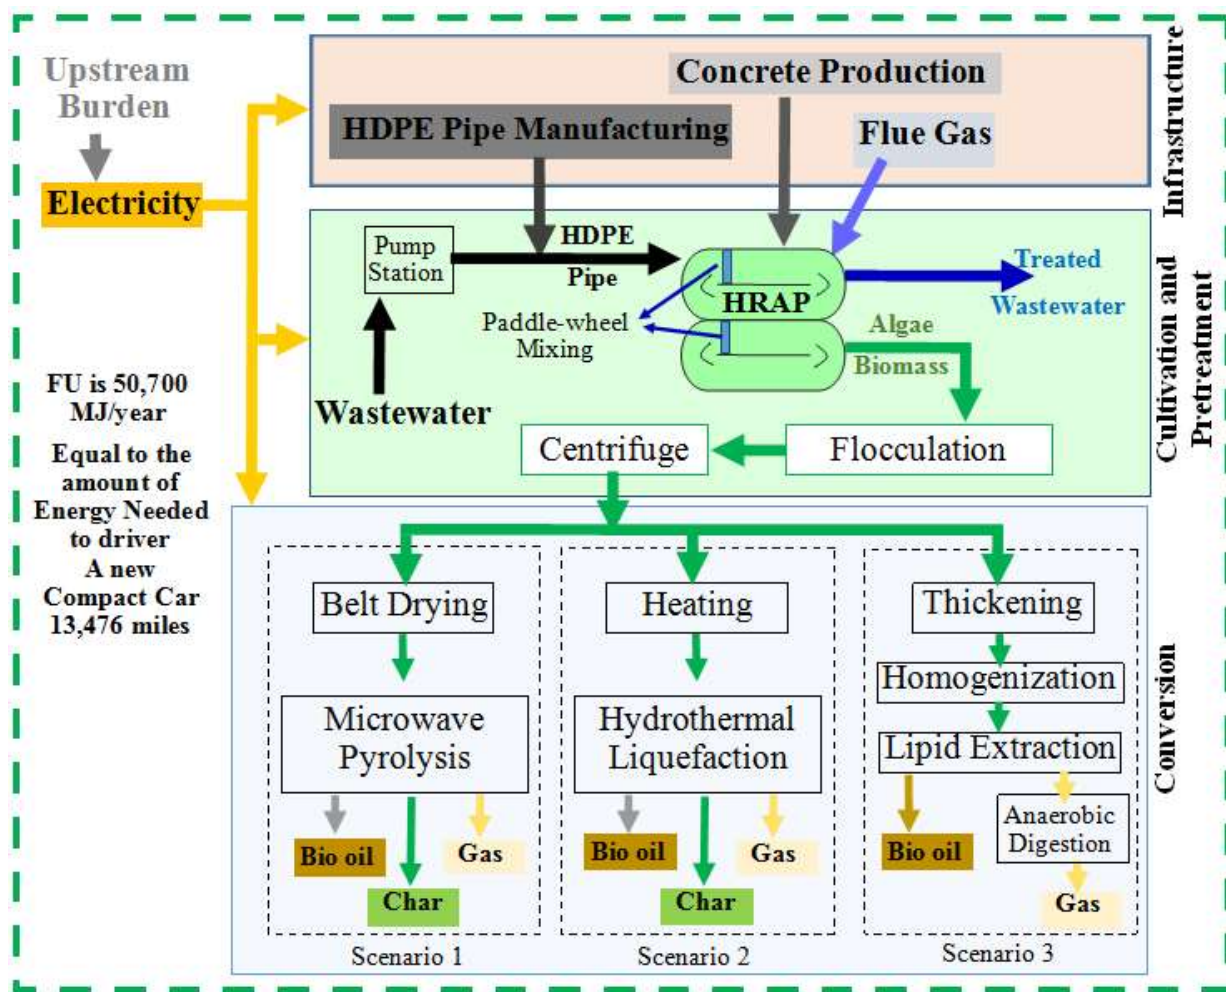 Upstream
Burden
Electricity
FU is 50,700
MJ/year
Equal to the
amount of
Energy Needed
to driver
A new
Compact Car
13,476 miles
Concrete Production
HDPE Pipe Manufacturing
Flue Gas
Infrastructure
Pump
Station
HDPE
Pipe
HRAP
Treated
Wastewater
Paddle-wheel
Mixing
Algae
Biomass
Wastewater
Centrifuge
Flocculation
Cultivation and
Pretreatment
Belt Drying
Microwave
Pyrolysis
Bio oil
Gas
Char
Scenario 1
Heating
Hydrothermal
Liquefaction
Bio oil
Gas
Char
Scenario 2
Thickening
Homogenization
Lipid Extraction
Anaerobic
Digestion
Bio oil
Gas
Scenario 3
Conversion